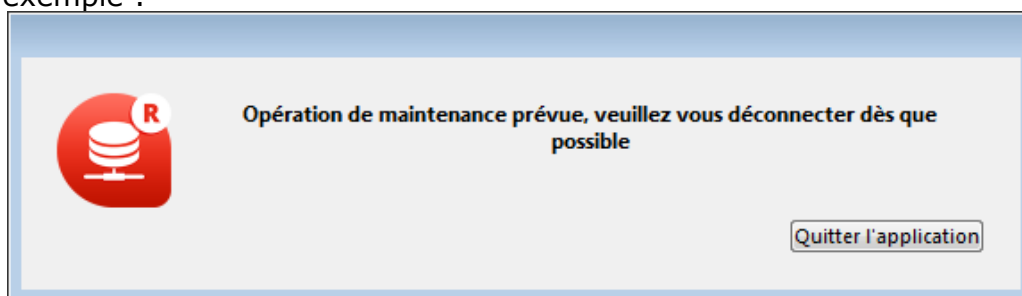 exemple :
R
Opération de maintenance prévue, veuillez vous déconnecter dès que
possible
Quitter l'application